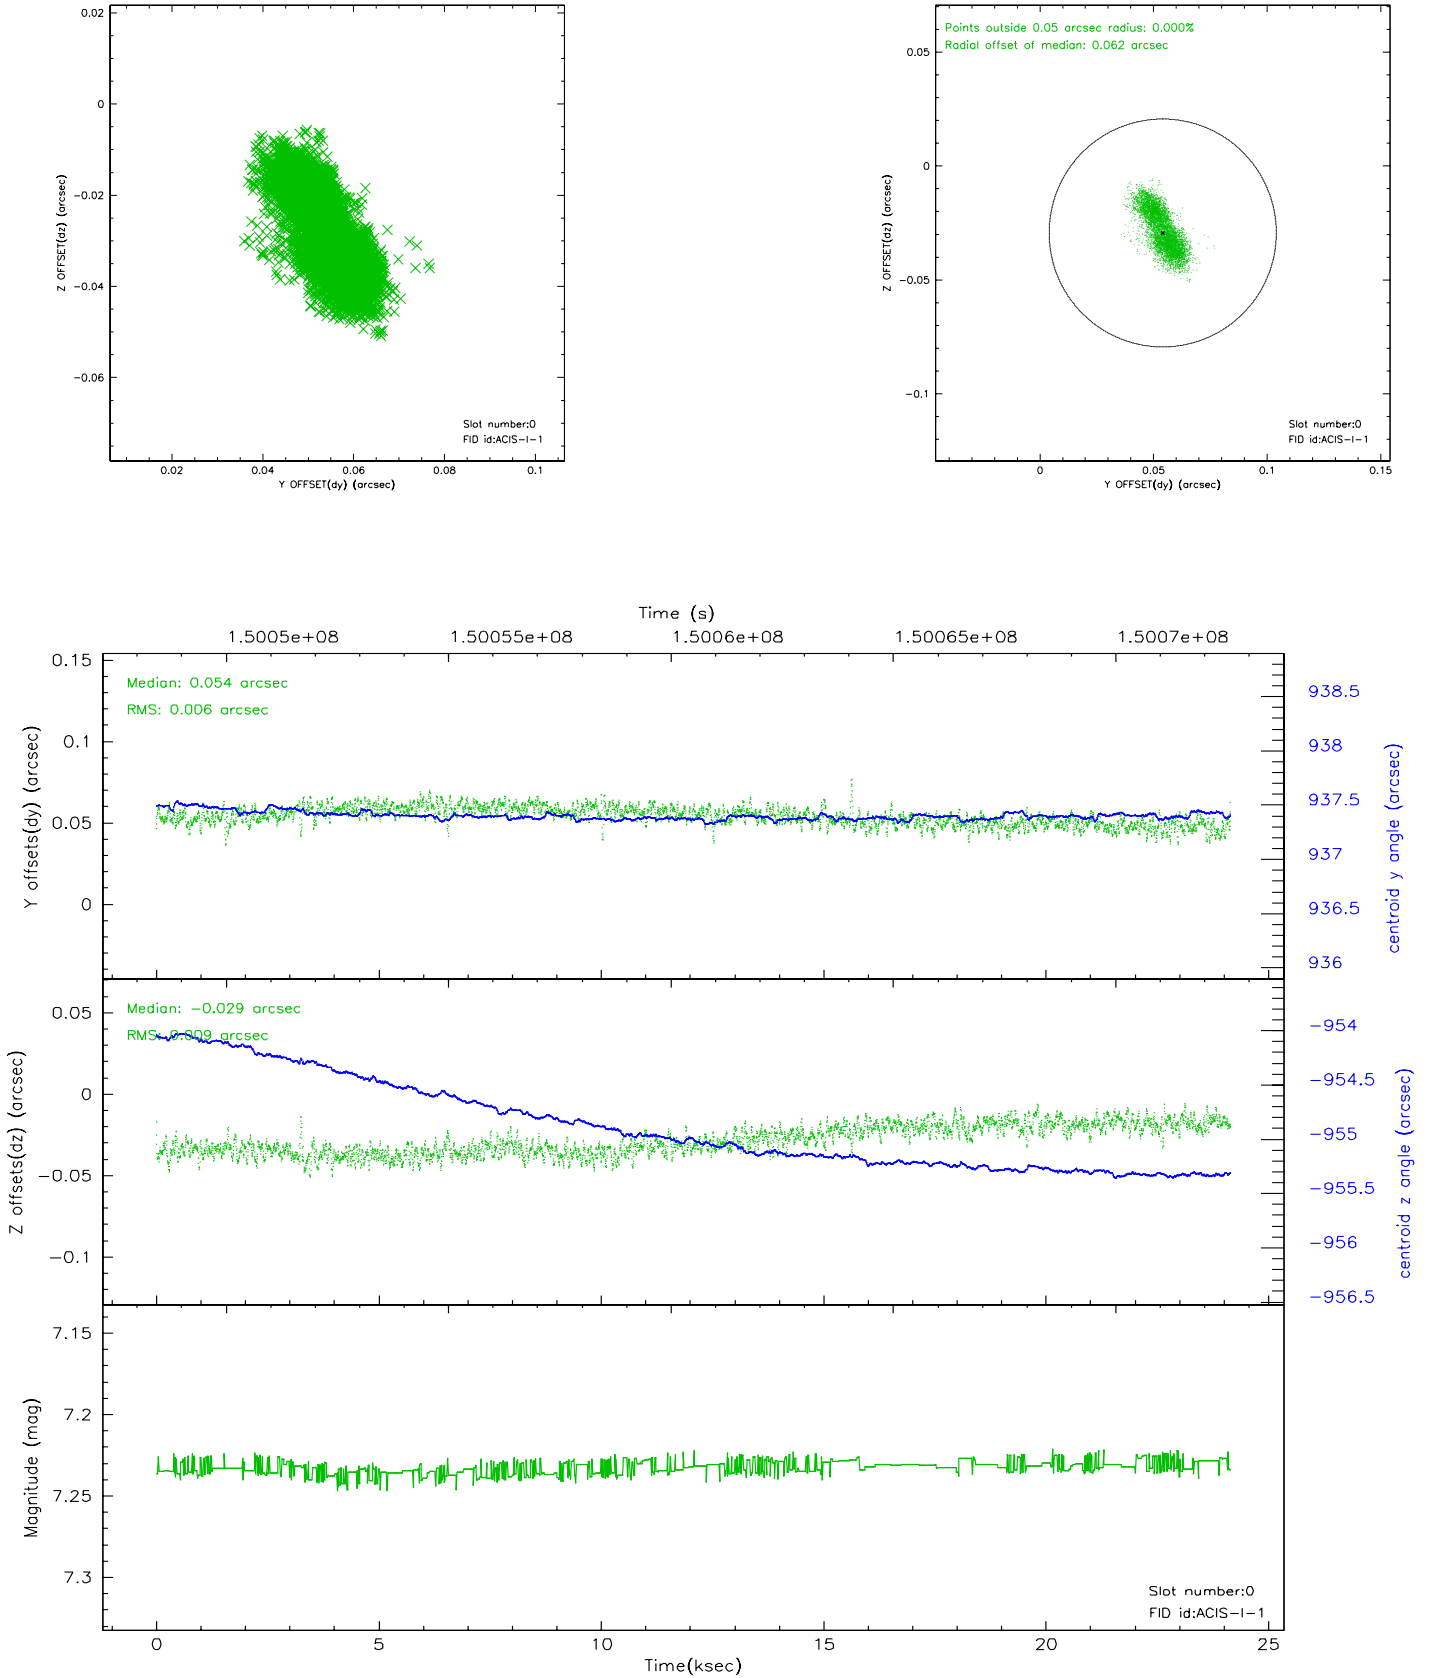 0.02
0
−0.02
−0.04
−0.06
Z OFFSET(dz) (arcsec)
Slot number:0
FID id:ACIS−I−1
0.02 0.04 0.06 0.08 0.1
Y OFFSET(dy) (arcsec)
Points outside 0.05 arcsec radius: 0.000%
Radial offset of median: 0.062 arcsec
0.05
0
−0.05
−0.1
Z OFFSET(dz) (arcsec)
Slot number:0
FID id:ACIS−I−1
0 0.05 0.1 0.15
Y OFFSET(dy) (arcsec)
Time (s)
1.5005e+08 1.50055e+08 1.5006e+08 1.50065e+08 1.5007e+08
0.15
0.1
0.05
0
Y offsets(dy) (arcsec)
Median: 0.054 arcsec
RMS: 0.006 arcsec
938.5
938
937.5
937
936.5
936
centroid y angle (arcsec)
0.05
0
−0.05
−0.1
Z offsets(dz) (arcsec)
Median: −0.029 arcsec
RMS: 0.009 arcsec
−954
−954.5
−955
−955.5
−956
−956.5
centroid z angle (arcsec)
7.15
7.2
7.25
7.3
Magnitude (mag)
Slot number:0
FID id:ACIS−I−1
0 5 10 15 20 25
Time(ksec)